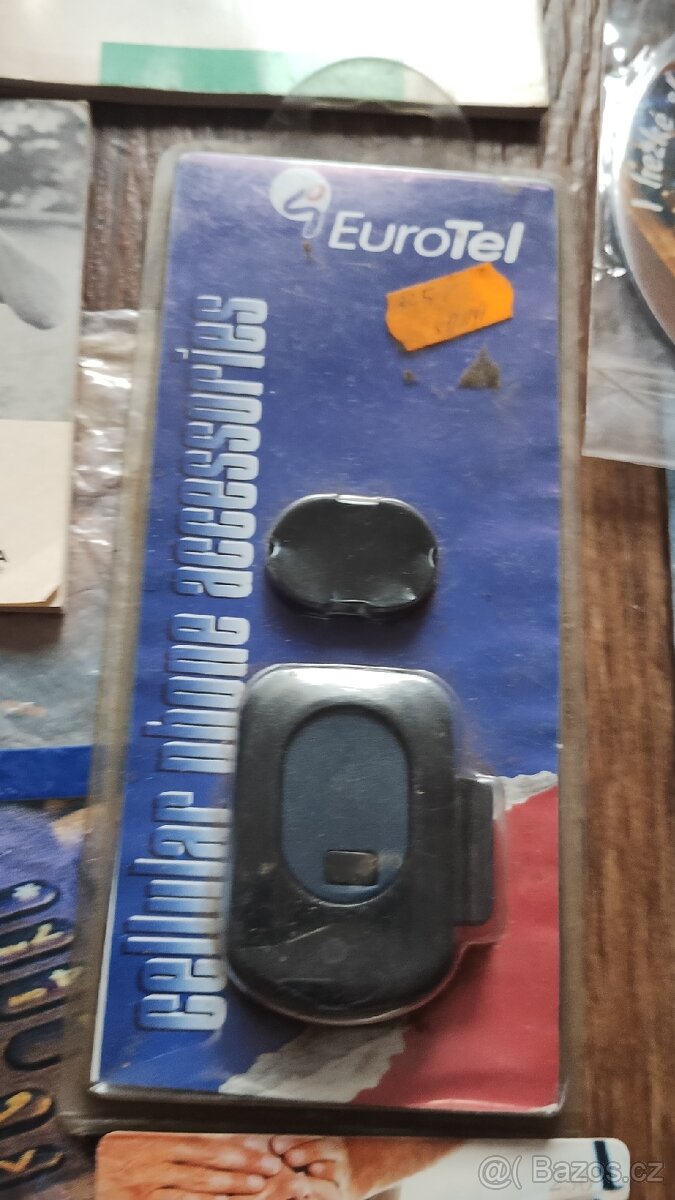 EuroTel
cellular phone accessories
A
Bazos.cz